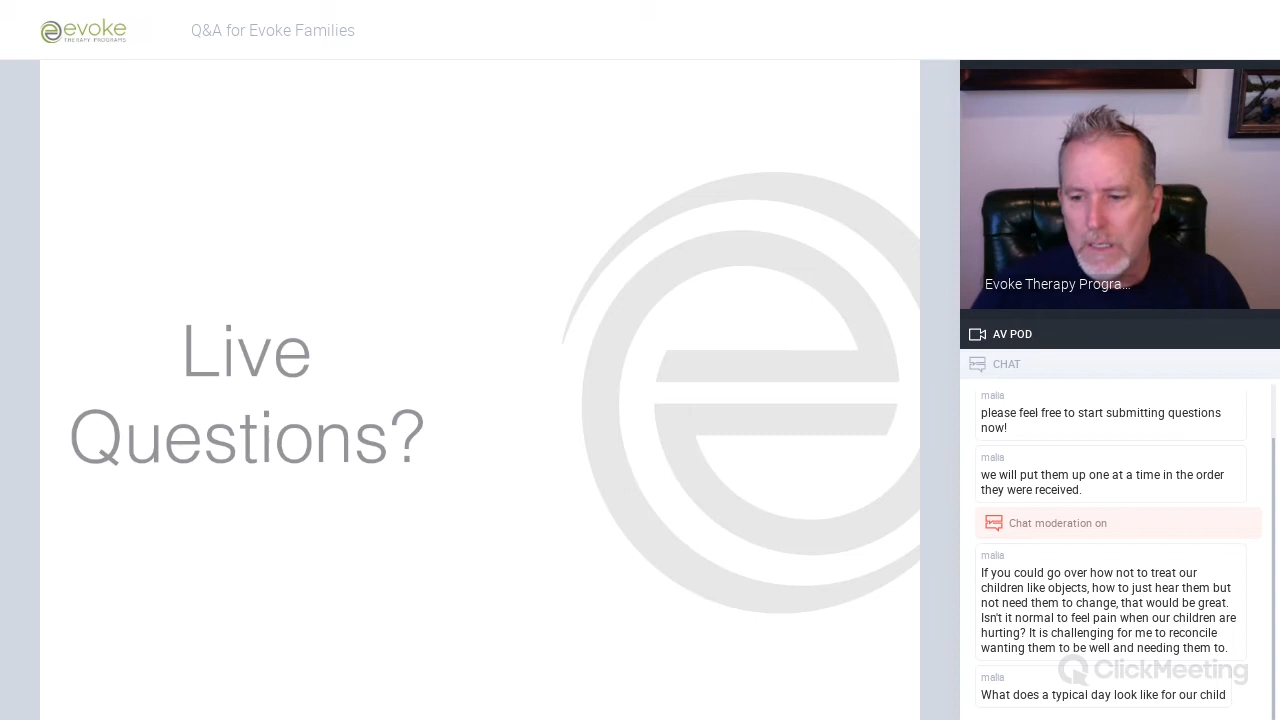 evoke
THERAPY PROGRAMS
Q&A for Evoke Families
Live
Questions?
Evoke Therapy Progra...
AV POD
CHAT
malia
please feel free to start submitting questions
now!
malia
we will put them up one at a time in the order
they were received.
Chat moderation on
malia
If you could go over how not to treat our
children like objects, how to just hear them but
not need them to change, that would be great.
Isn't it normal to feel pain when our children are
hurting? It is challenging for me to reconcile
wanting them to be well and needing them to.
ClickMeeting
malia
What does a typical day look like for our child